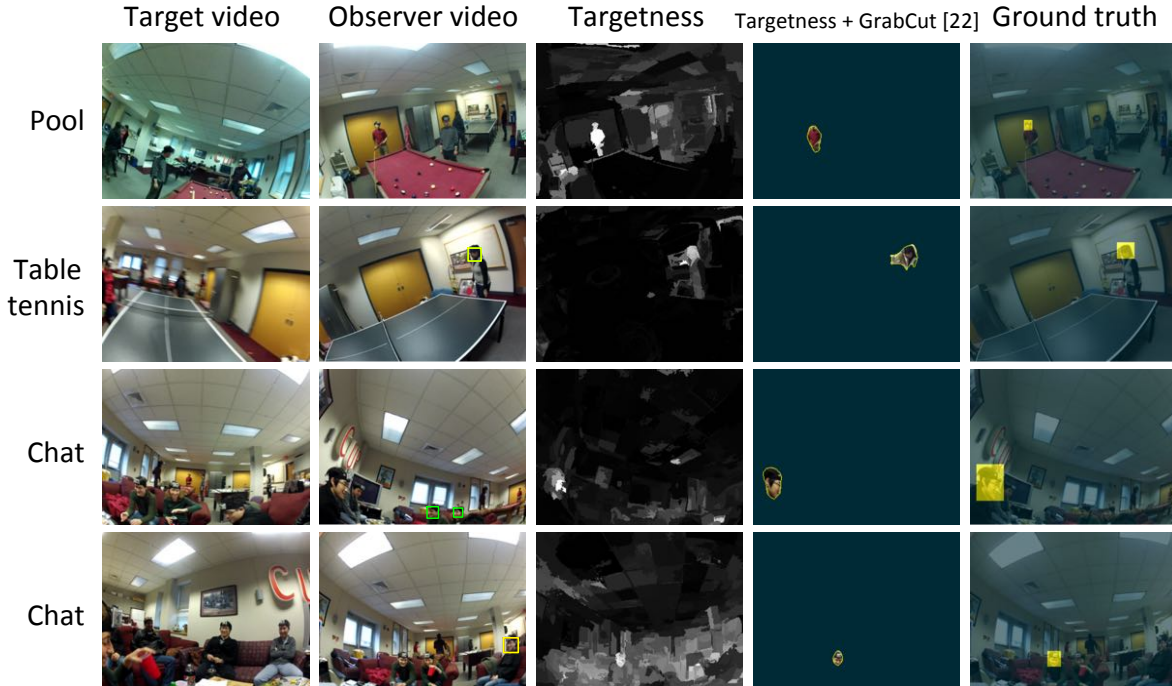 Target video Observer video Targetness Targetness + GrabCut [22] Ground truth
Pool
Table
tennis
Chat
Chat